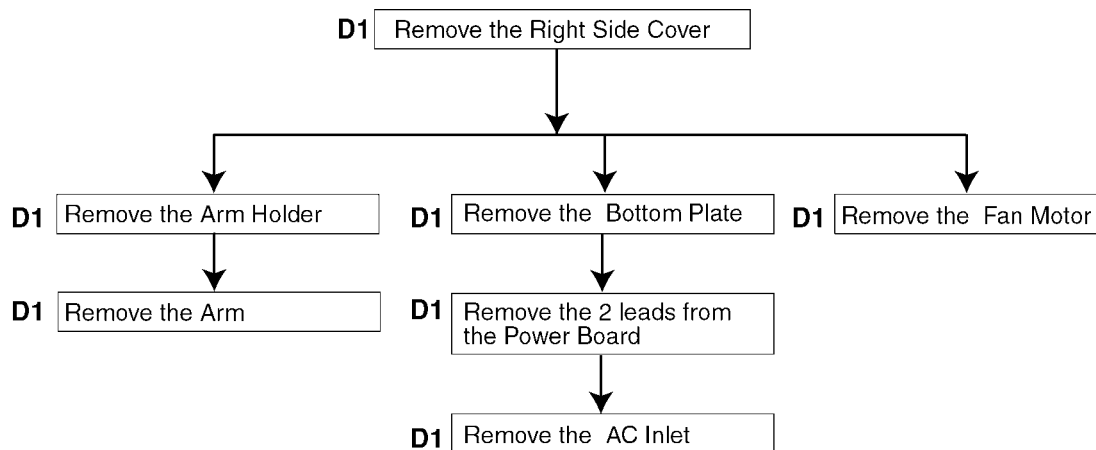 D1 Remove the Right Side Cover
D1 Remove the Arm Holder
D1 Remove the Bottom Plate
D1 Remove the Fan Motor
D1 Remove the Arm
D1 Remove the 2 leads from
the Power Board
D1 Remove the AC Inlet